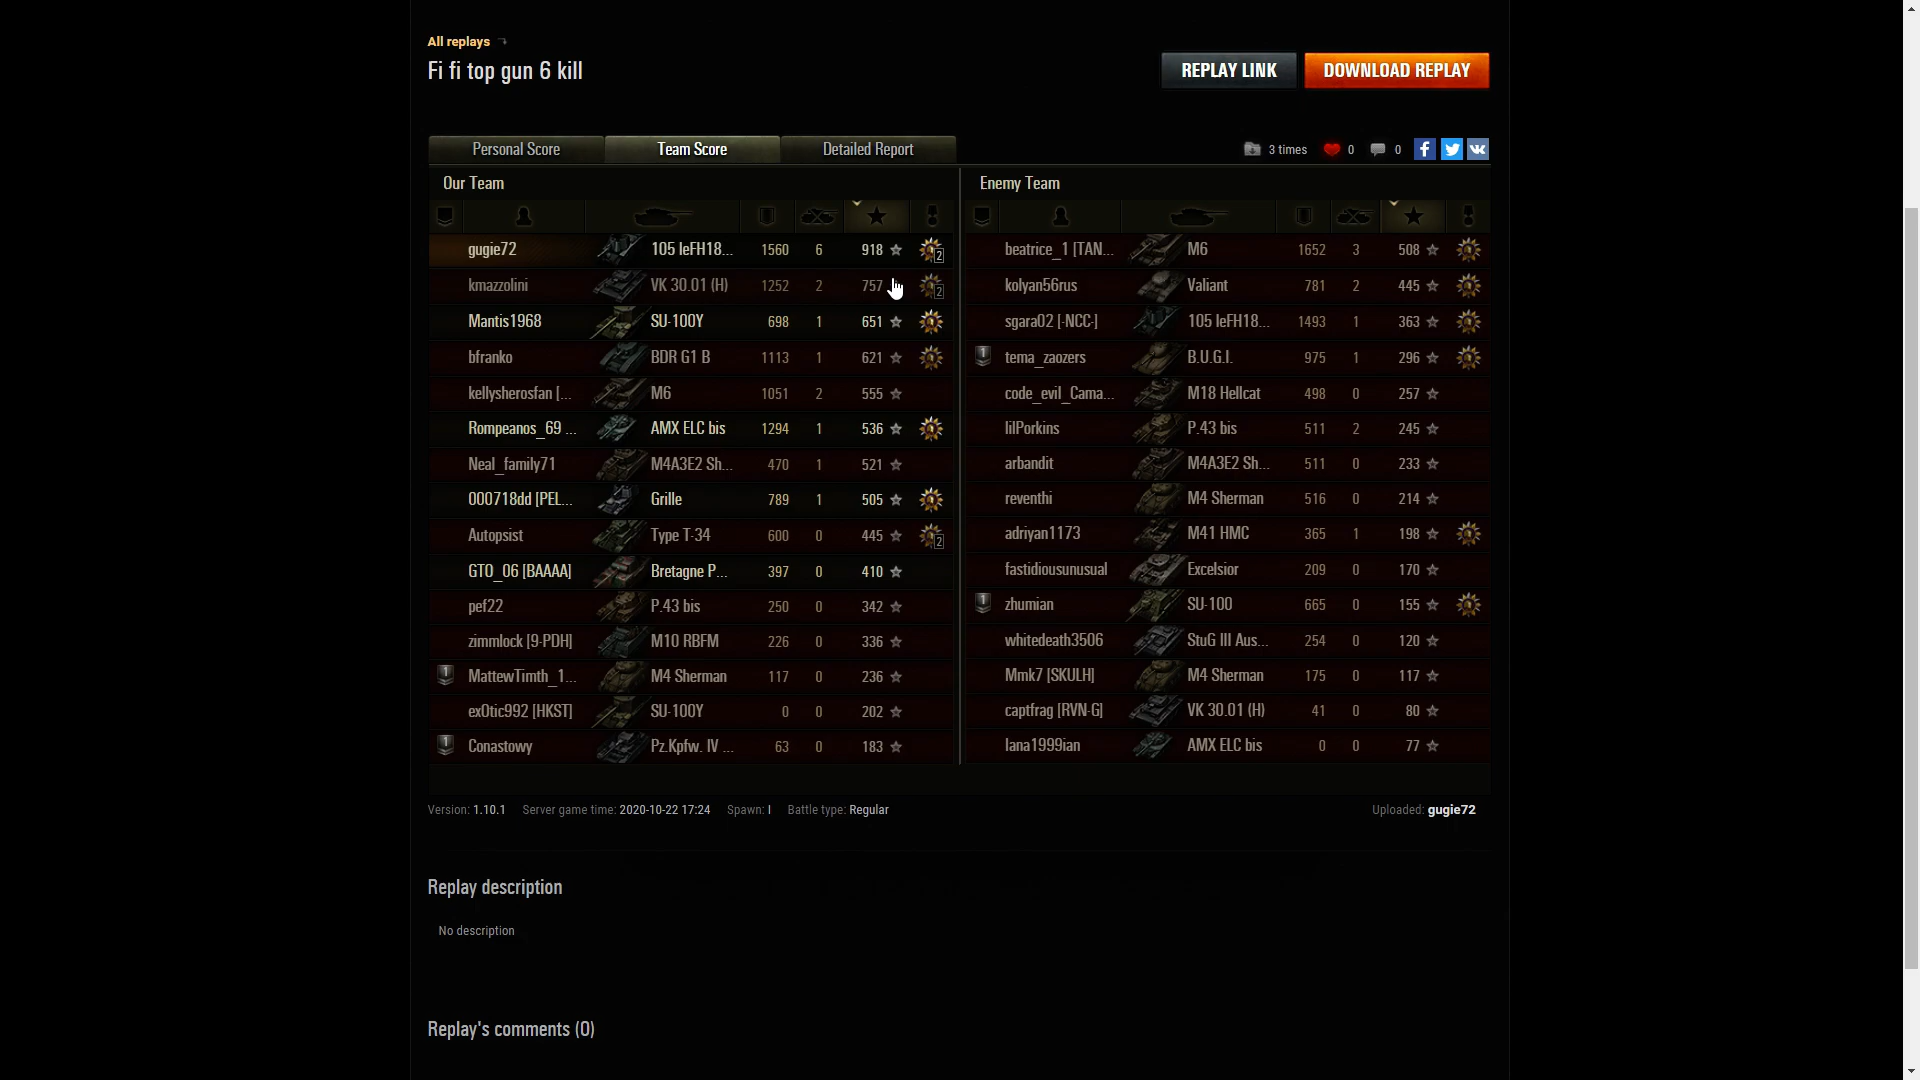 All replays
Fi fi top gun 6 kill
REPLAY LINK
DOWNLOAD REPLAY
Personal Score
Team Score
Detailed Report
3 times
0
0
Our Team
gugie72 105 leFH18... 1560 6 918 2
kmazzolini VK 30.01 (H) 1252 2 757 2
Mantis1968 SU-100Y 698 1 651
bfranko BDR G1 B 1113 1 621
kellysherosfan [... M6 1051 2 555
Rompeanos_69 ... AMX ELC bis 1294 1 536
Neal_family71 M4A3E2 Sh... 470 1 521
000718dd [PEL... Grille 789 1 505
Autopsist Type T-34 600 0 445 2
GTO_06 [BAAAA] Bretagne P... 397 0 410
pef22 P.43 bis 250 0 342
zimmlock [9-PDH] M10 RBFM 226 0 336
1 MattewTimth_1... M4 Sherman 117 0 236
ex0tic992 [HKST] SU-100Y 0 0 202
1 Conastowy Pz.Kpfw. IV ... 63 0 183
Enemy Team
beatrice_1 [TAN... M6 1652 3 508
kolyan56rus Valiant 781 2 445
sgara02 [-NCC-] 105 leFH18... 1493 1 363
1 tema_zaozers B.U.G.I. 975 1 296
code_evil_Cama... M18 Hellcat 498 0 257
lilPorkins P.43 bis 511 2 245
arbandit M4A3E2 Sh... 511 0 233
reventhi M4 Sherman 516 0 214
adriyan1173 M41 HMC 365 1 198
fastidiousunusual Excelsior 209 0 170
1 zhumian SU-100 665 0 155
whitedeath3506 StuG III Aus... 254 0 120
Mmk7 [SKULH] M4 Sherman 175 0 117
captfrag [RVN-G] VK 30.01 (H) 41 0 80
lana1999ian AMX ELC bis 0 0 77
Version: 1.10.1 Server game time: 2020-10-22 17:24 Spawn: I Battle type: Regular
Uploaded: gugie72
Replay description
No description
Replay's comments (0)